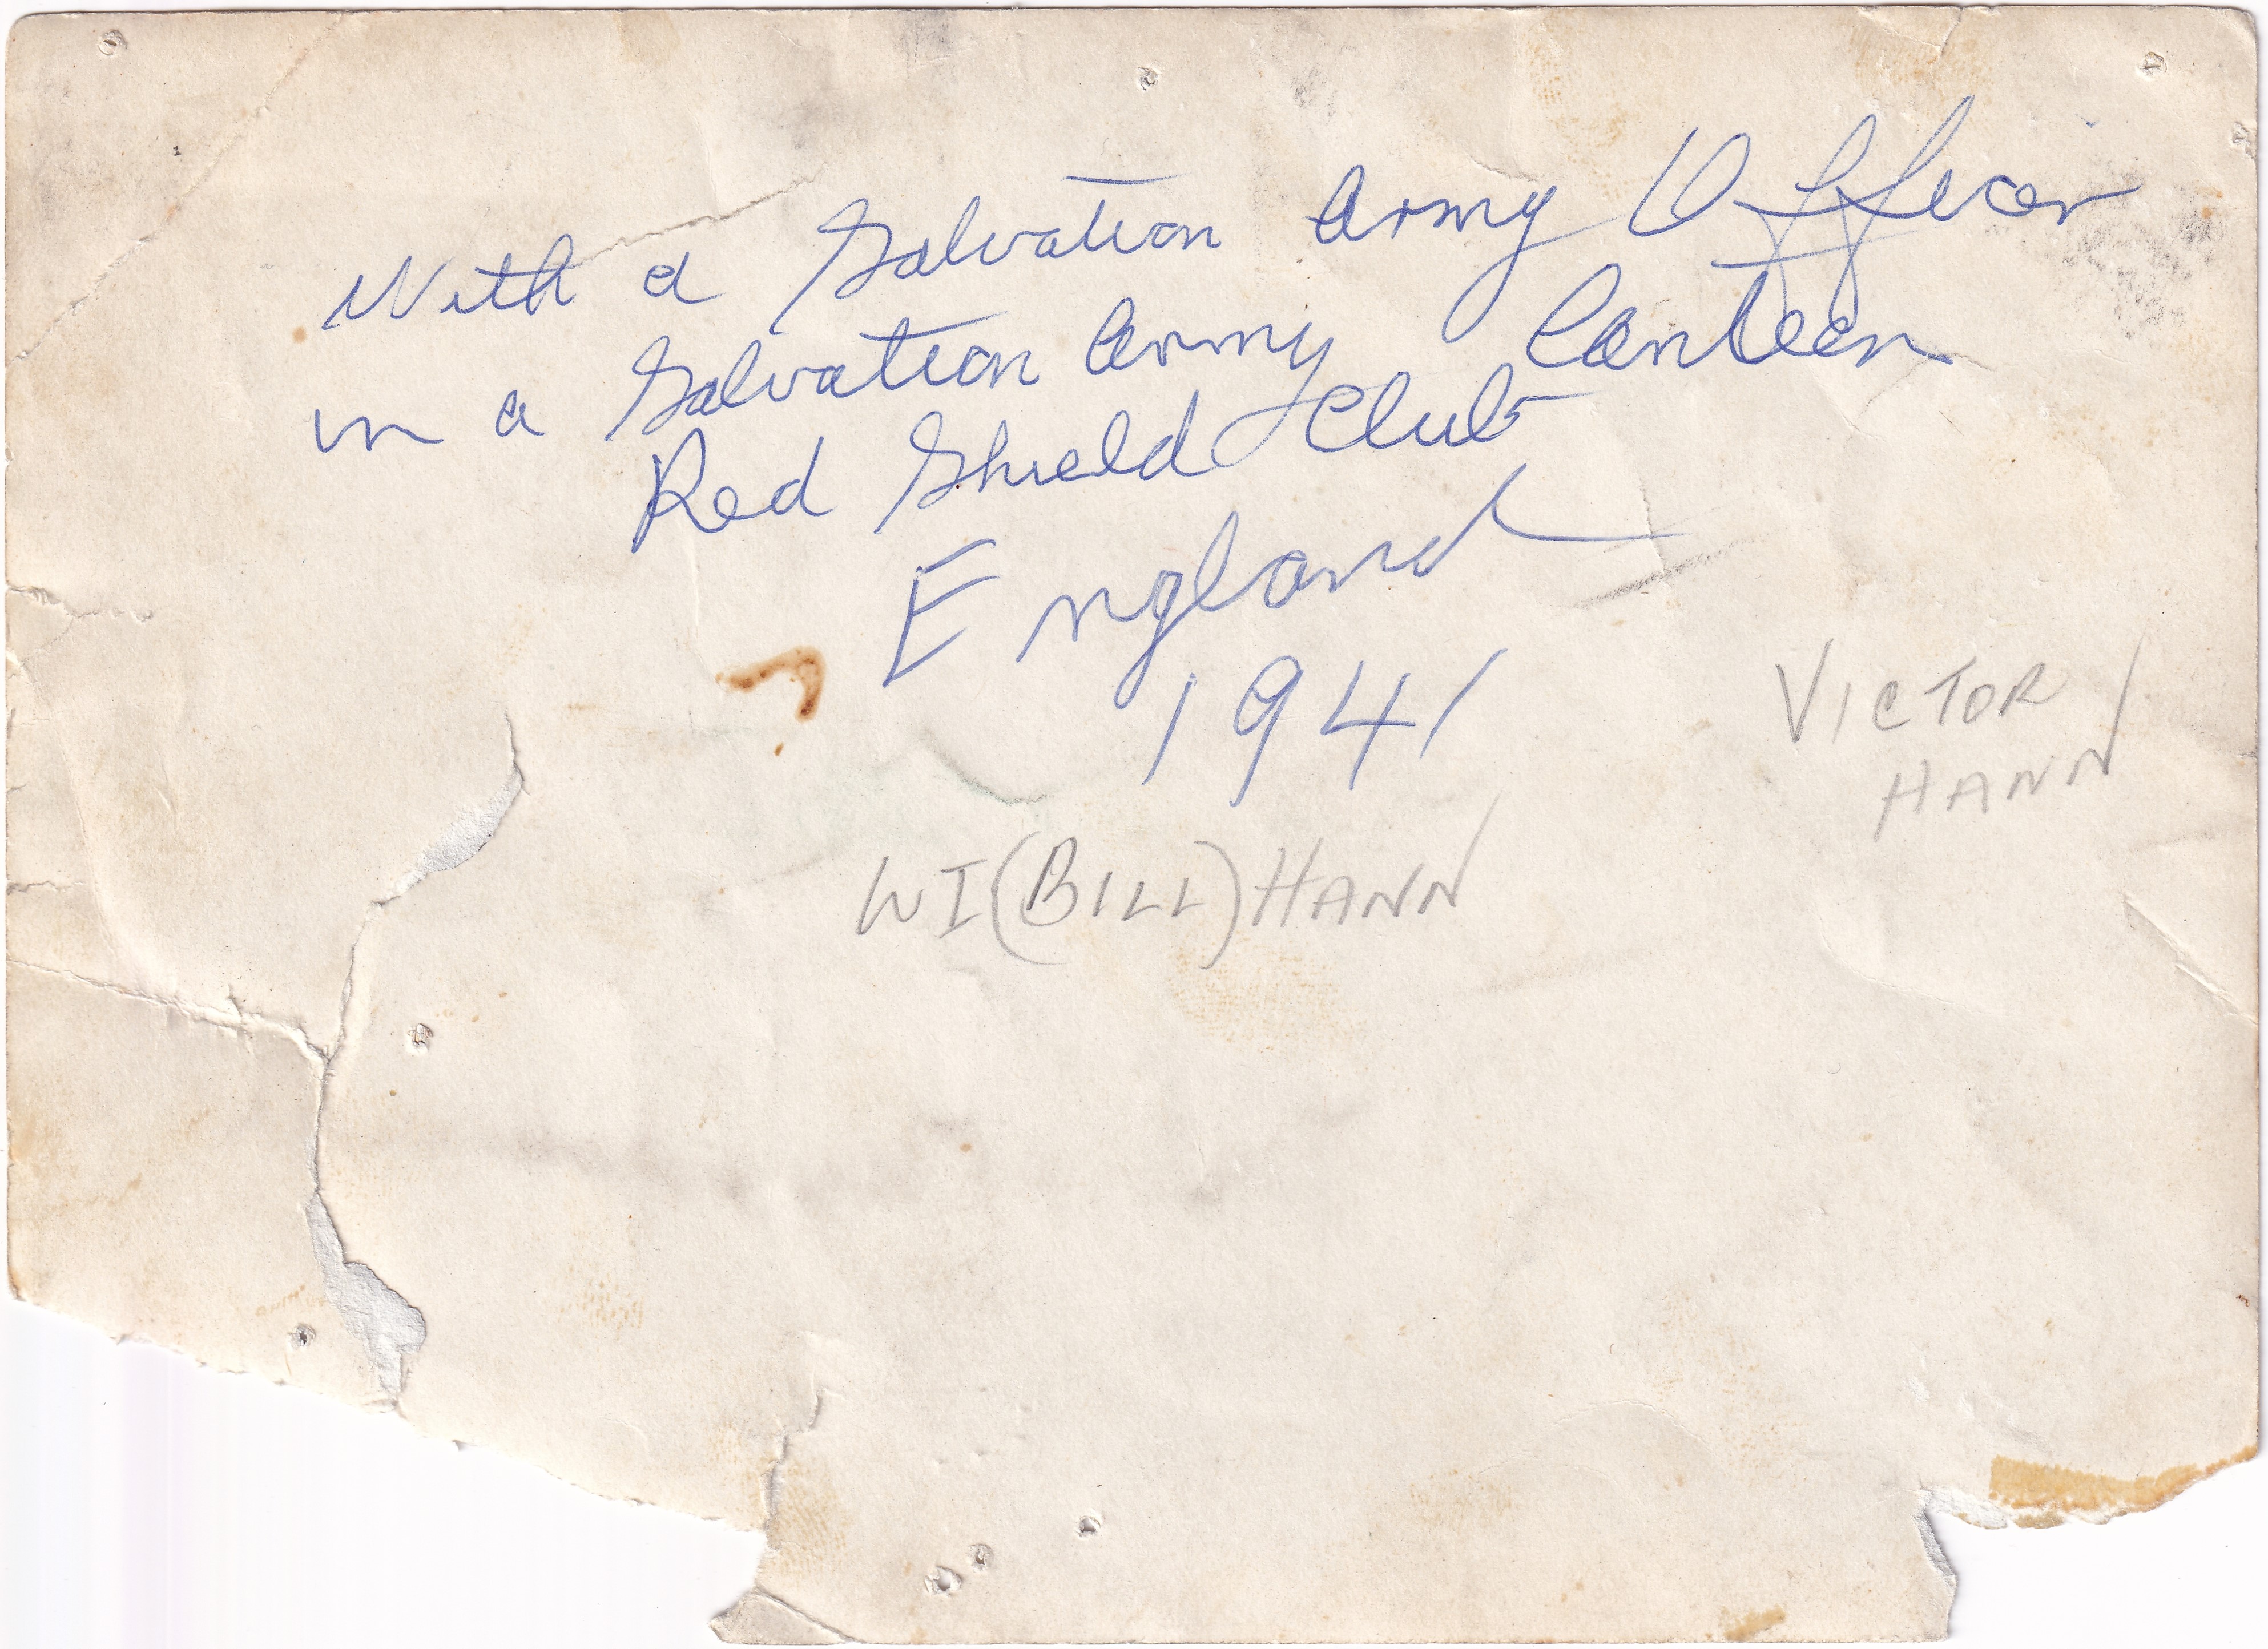 With a Salvation Army Officer
in a Salvation Army Canteen
Red Shield Club
England
1941
VICTOR
HANN
WI (BILL) HANN